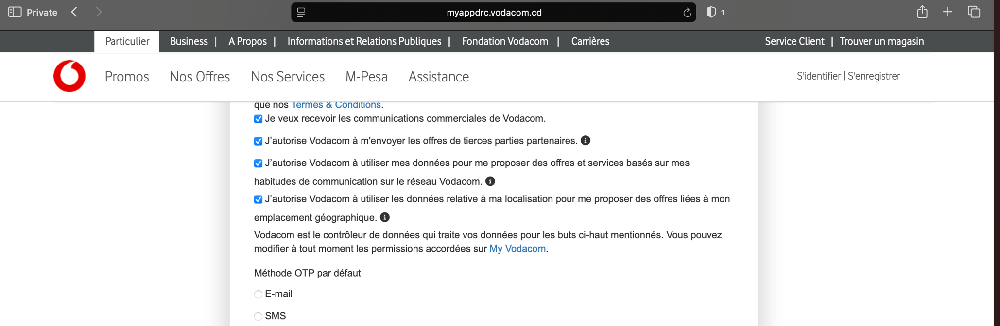 Private
myappdrc.vodacom.cd
1
Particulier
Business |
A Propos |
Informations et Relations Publiques |
Fondation Vodacom |
Carrières
Service Client | Trouver un magasin
Promos
Nos Offres
Nos Services
M-Pesa
Assistance
S'identifier | S'enregistrer
que nos Termes & Conditions.
Je veux recevoir les communications commerciales de Vodacom.
J’autorise Vodacom à m'envoyer les offres de tierces parties partenaires.
J’autorise Vodacom à utiliser mes données pour me proposer des offres et services basés sur mes
habitudes de communication sur le réseau Vodacom.
J’autorise Vodacom à utiliser les données relative à ma localisation pour me proposer des offres liées à mon
emplacement géographique.
Vodacom est le contrôleur de données qui traite vos données pour les buts ci-haut mentionnés. Vous pouvez
modifier à tout moment les permissions accordées sur My Vodacom.
Méthode OTP par défaut
E-mail
SMS